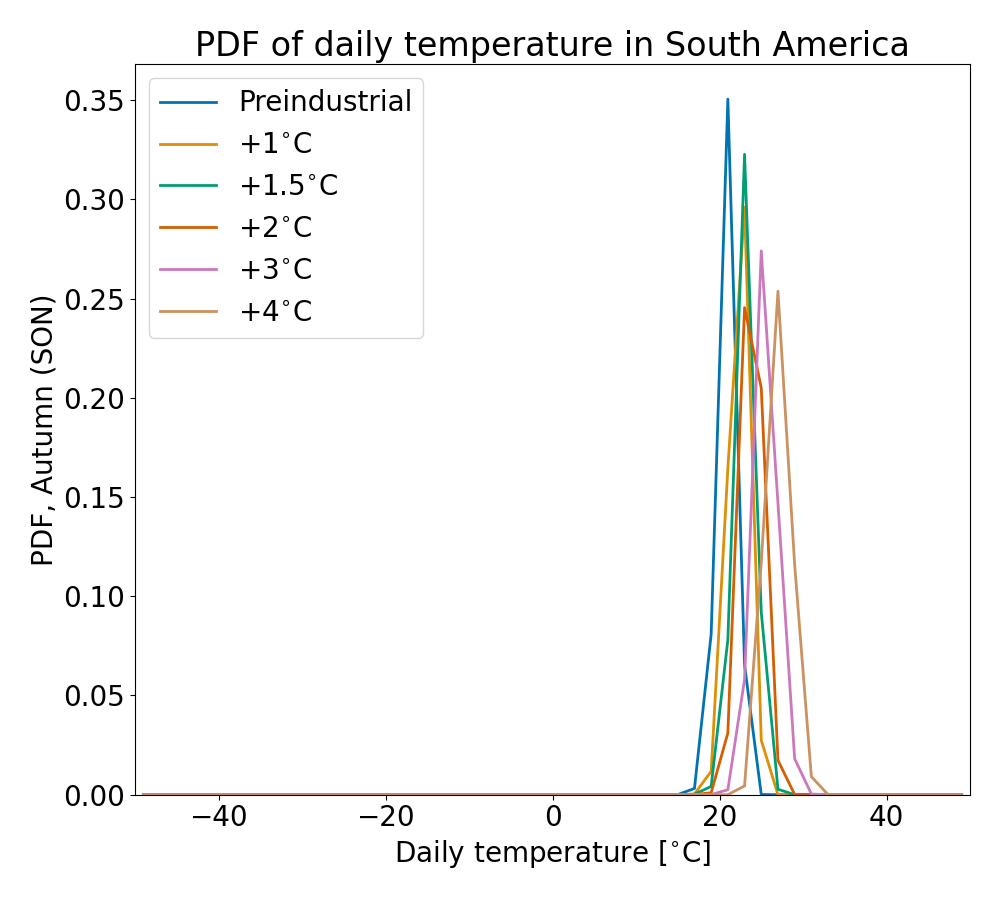 PDF of daily temperature in South America
Preindustrial
+1°C
+1.5°C
+2°C
+3°C
+4°C
PDF, Autumn (SON)
0.35
0.30
0.25
0.20
0.15
0.10
0.05
0.00
−40 −20 0 20 40
Daily temperature [°C]